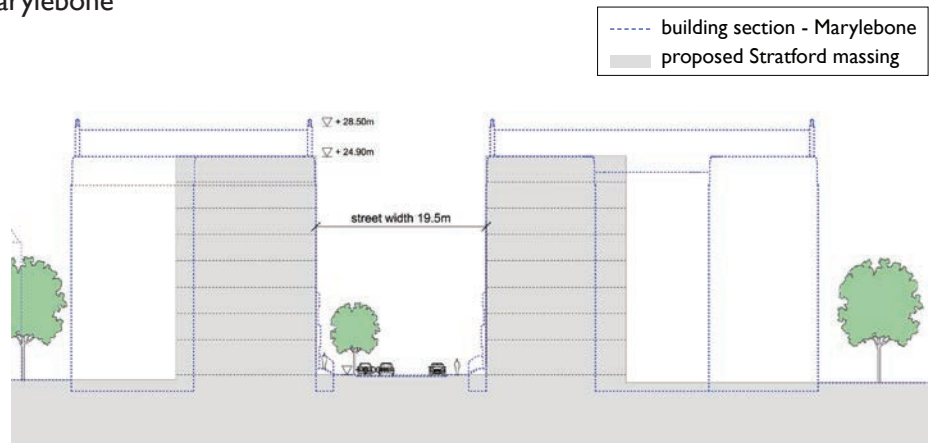 arylebone
building section - Marylebone
proposed Stratford massing
+ 28.50m
+ 24.90m
street width 19.5m